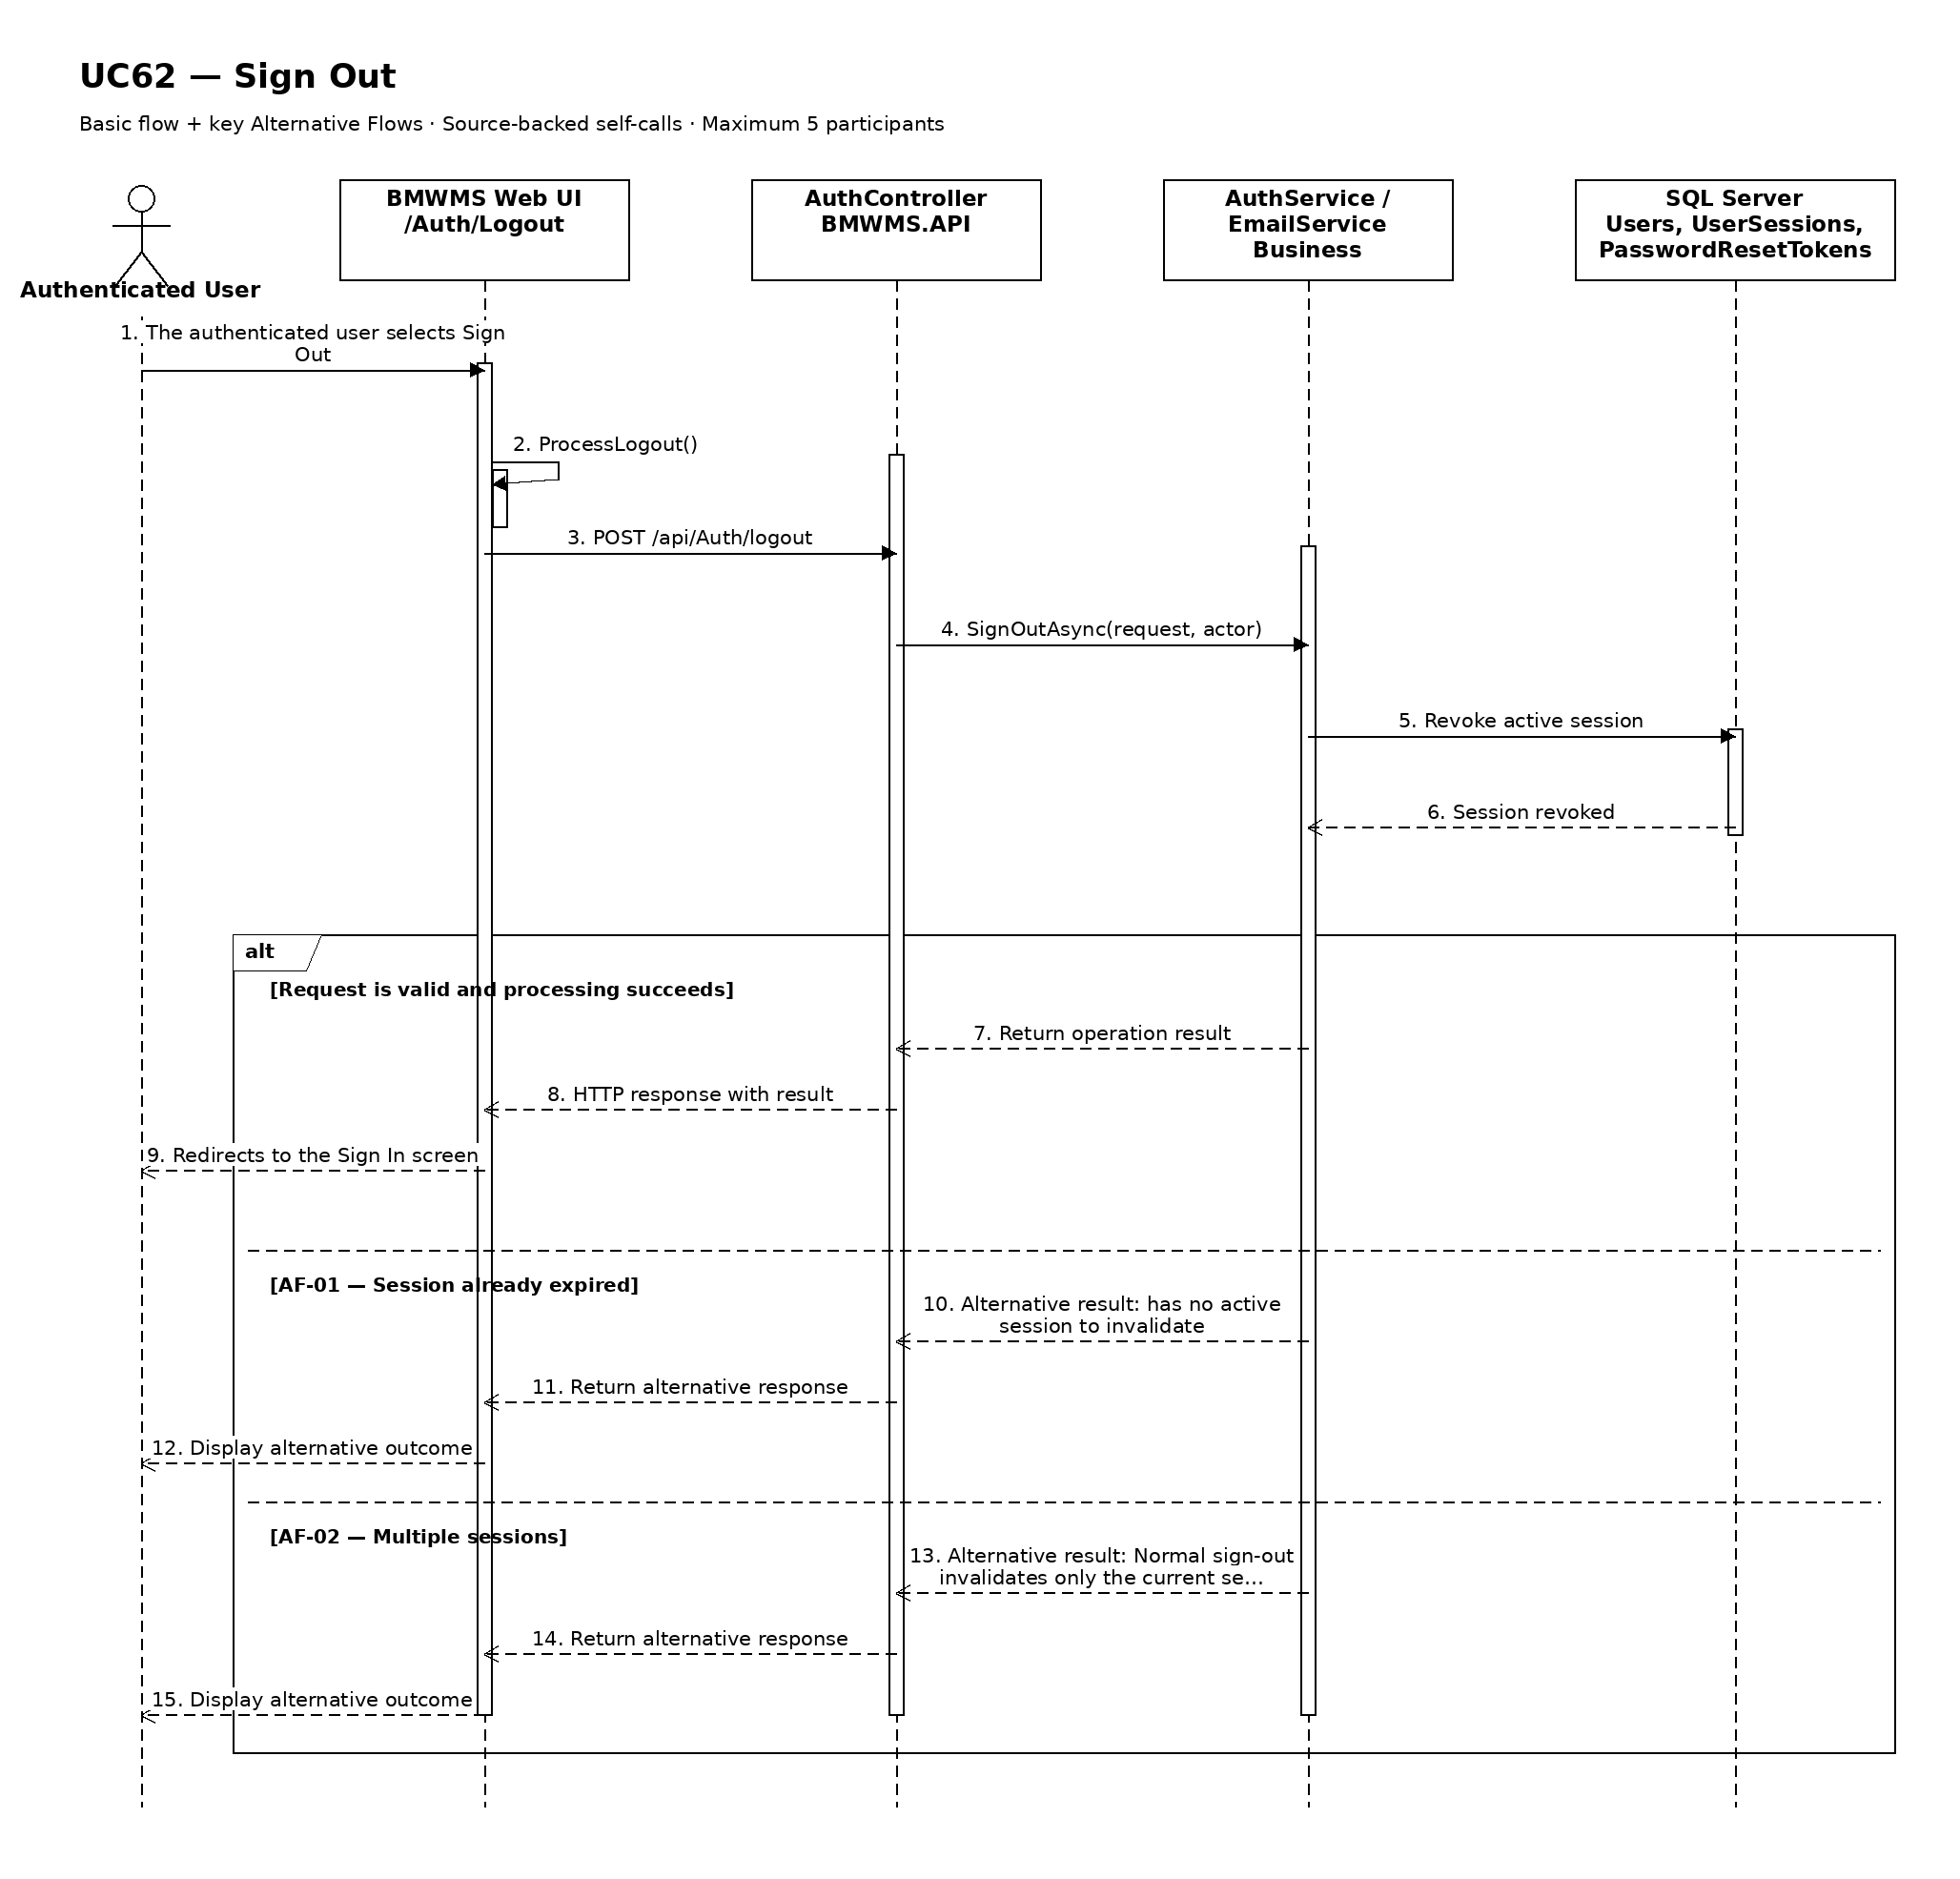 UC62 — Sign Out
Basic flow + key Alternative Flows · Source-backed self-calls · Maximum 5 participants
Authenticated User
BMWMS Web UI
/Auth/Logout
AuthController
BMWMS.API
AuthService /
EmailService
Business
SQL Server
Users, UserSessions,
PasswordResetTokens
1. The authenticated user selects Sign
Out
2. ProcessLogout()
3. POST /api/Auth/logout
4. SignOutAsync(request, actor)
5. Revoke active session
6. Session revoked
alt
[Request is valid and processing succeeds]
7. Return operation result
8. HTTP response with result
9. Redirects to the Sign In screen
[AF-01 — Session already expired]
10. Alternative result: has no active
session to invalidate
11. Return alternative response
12. Display alternative outcome
[AF-02 — Multiple sessions]
13. Alternative result: Normal sign-out
invalidates only the current se...
14. Return alternative response
15. Display alternative outcome